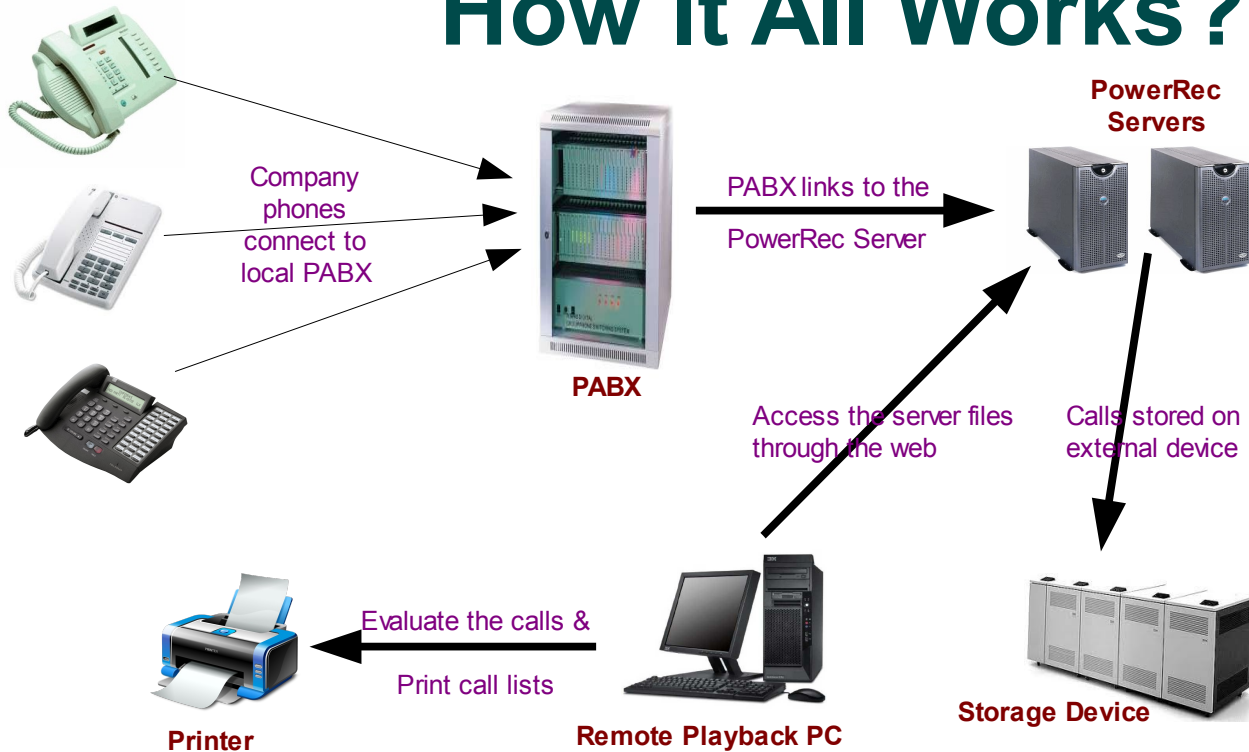 How It All Works?
PowerRec
Servers
Company
phones
connect to
local PABX
PABX links to the
PowerRec Server
PABX
Access the server files
through the web
Calls stored on
external device
Evaluate the calls &
Print call lists
Printer
Remote Playback PC
Storage Device